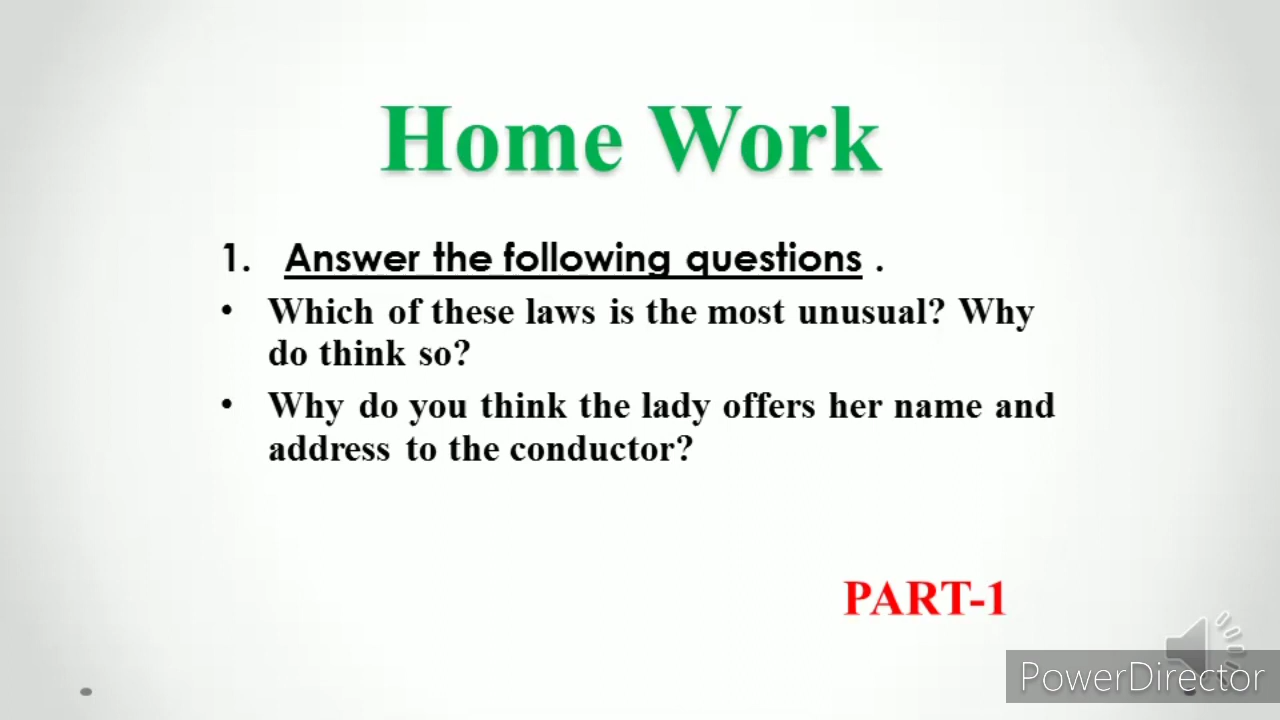 Home Work
1. Answer the following questions .
• Which of these laws is the most unusual? Why
do think so?
• Why do you think the lady offers her name and
address to the conductor?
PART-1
PowerDirector